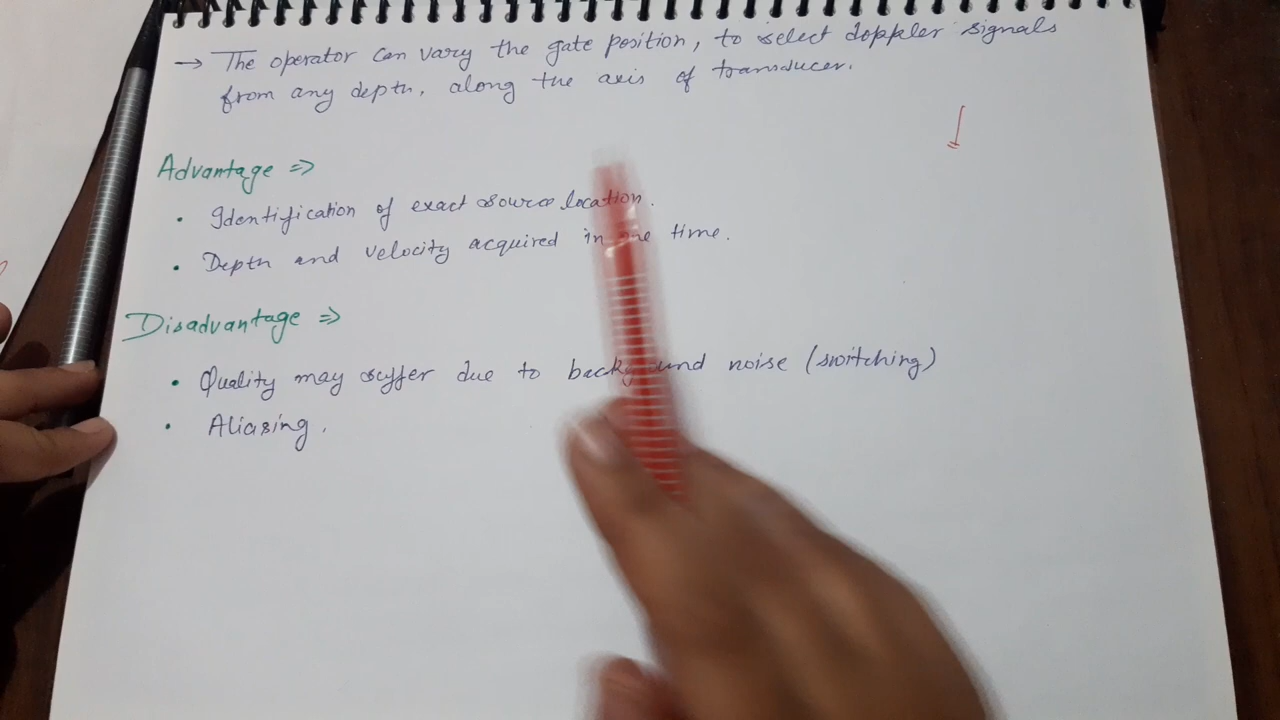 → The operator can vary the gate position, to select doppler signals
from any depth, along the axis of transducer.
Advantage ⇒
• Identification of exact source location.
• Depth and velocity acquired in one time.
Disadvantage ⇒
• Quality may suffer due to background noise (switching)
• Aliasing.